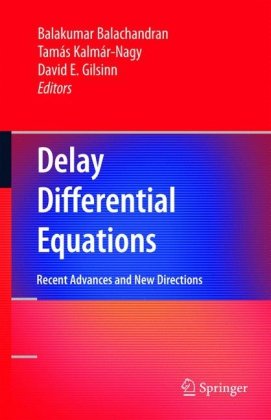 Balakumar Balachandran
Tamás Kalmár-Nagy
David E. Gilsinn
Editors
Delay
Differential
Equations
Recent Advances and New Directions
Springer